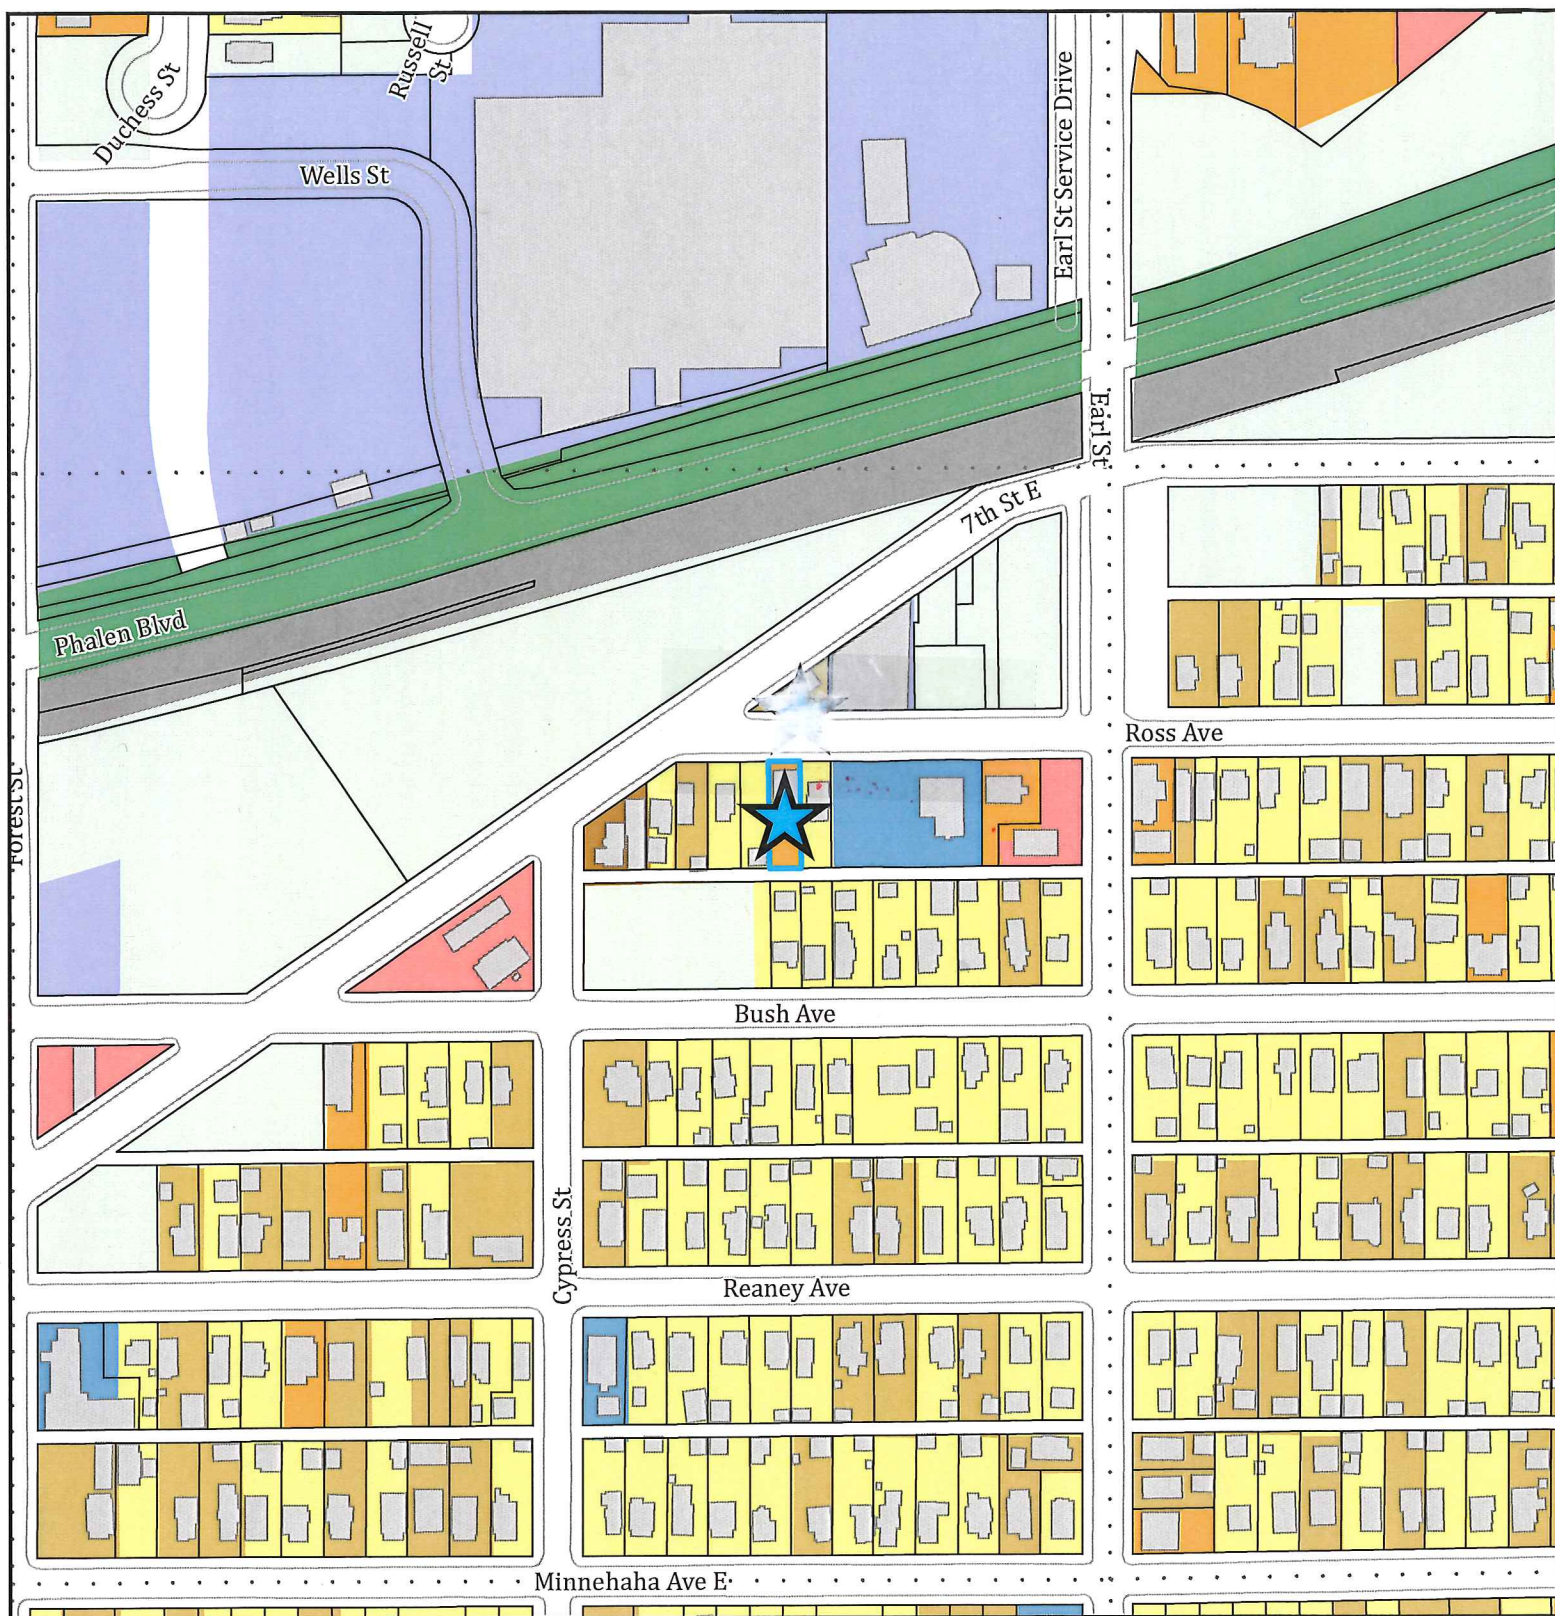 Russell
St
Duchess St
Wells St
Earl St Service Drive
Earl St
7th St E
Phalen Blvd
Ross Ave
Forest St
Bush Ave
Cypress St
Reaney Ave
Minnehaha Ave E